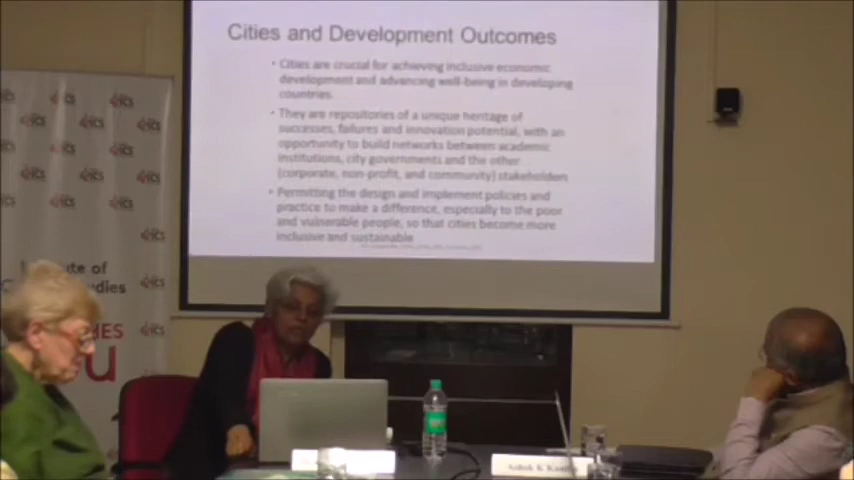 Cities and Development Outcomes
• Cities are crucial for achieving inclusive economic
development and advancing well-being in developing
countries.
• They are repositories of a unique heritage of
successes, failures and innovation potential, with an
opportunity to build networks between academic
institutions, city governments and the other
(corporate, non-profit, and community) stakeholders
• Permitting the design and implement policies and
practice to make a difference, especially to the poor
and vulnerable people, so that cities become more
inclusive and sustainable
Ashok K